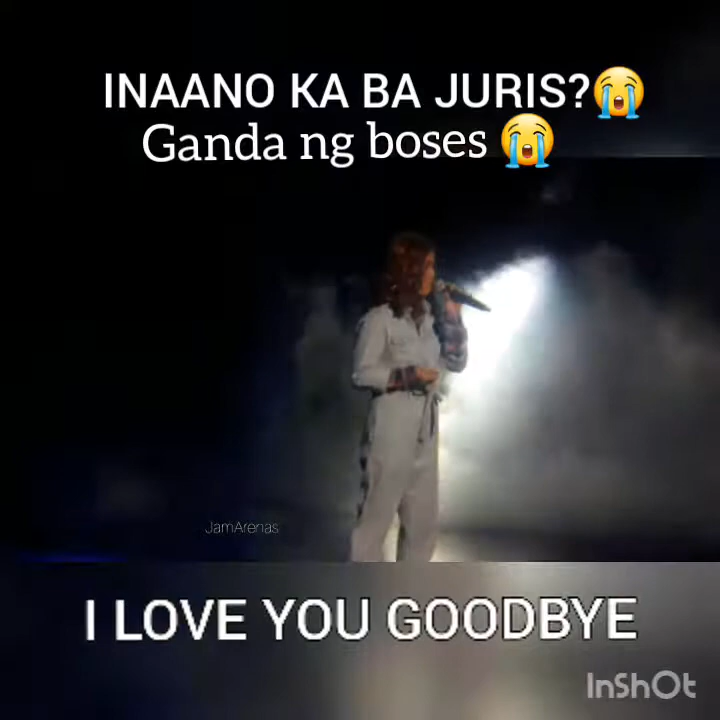 INAANO KA BA JURIS?😭
Ganda ng boses 😭
JamArenas
I LOVE YOU GOODBYE
InShOt